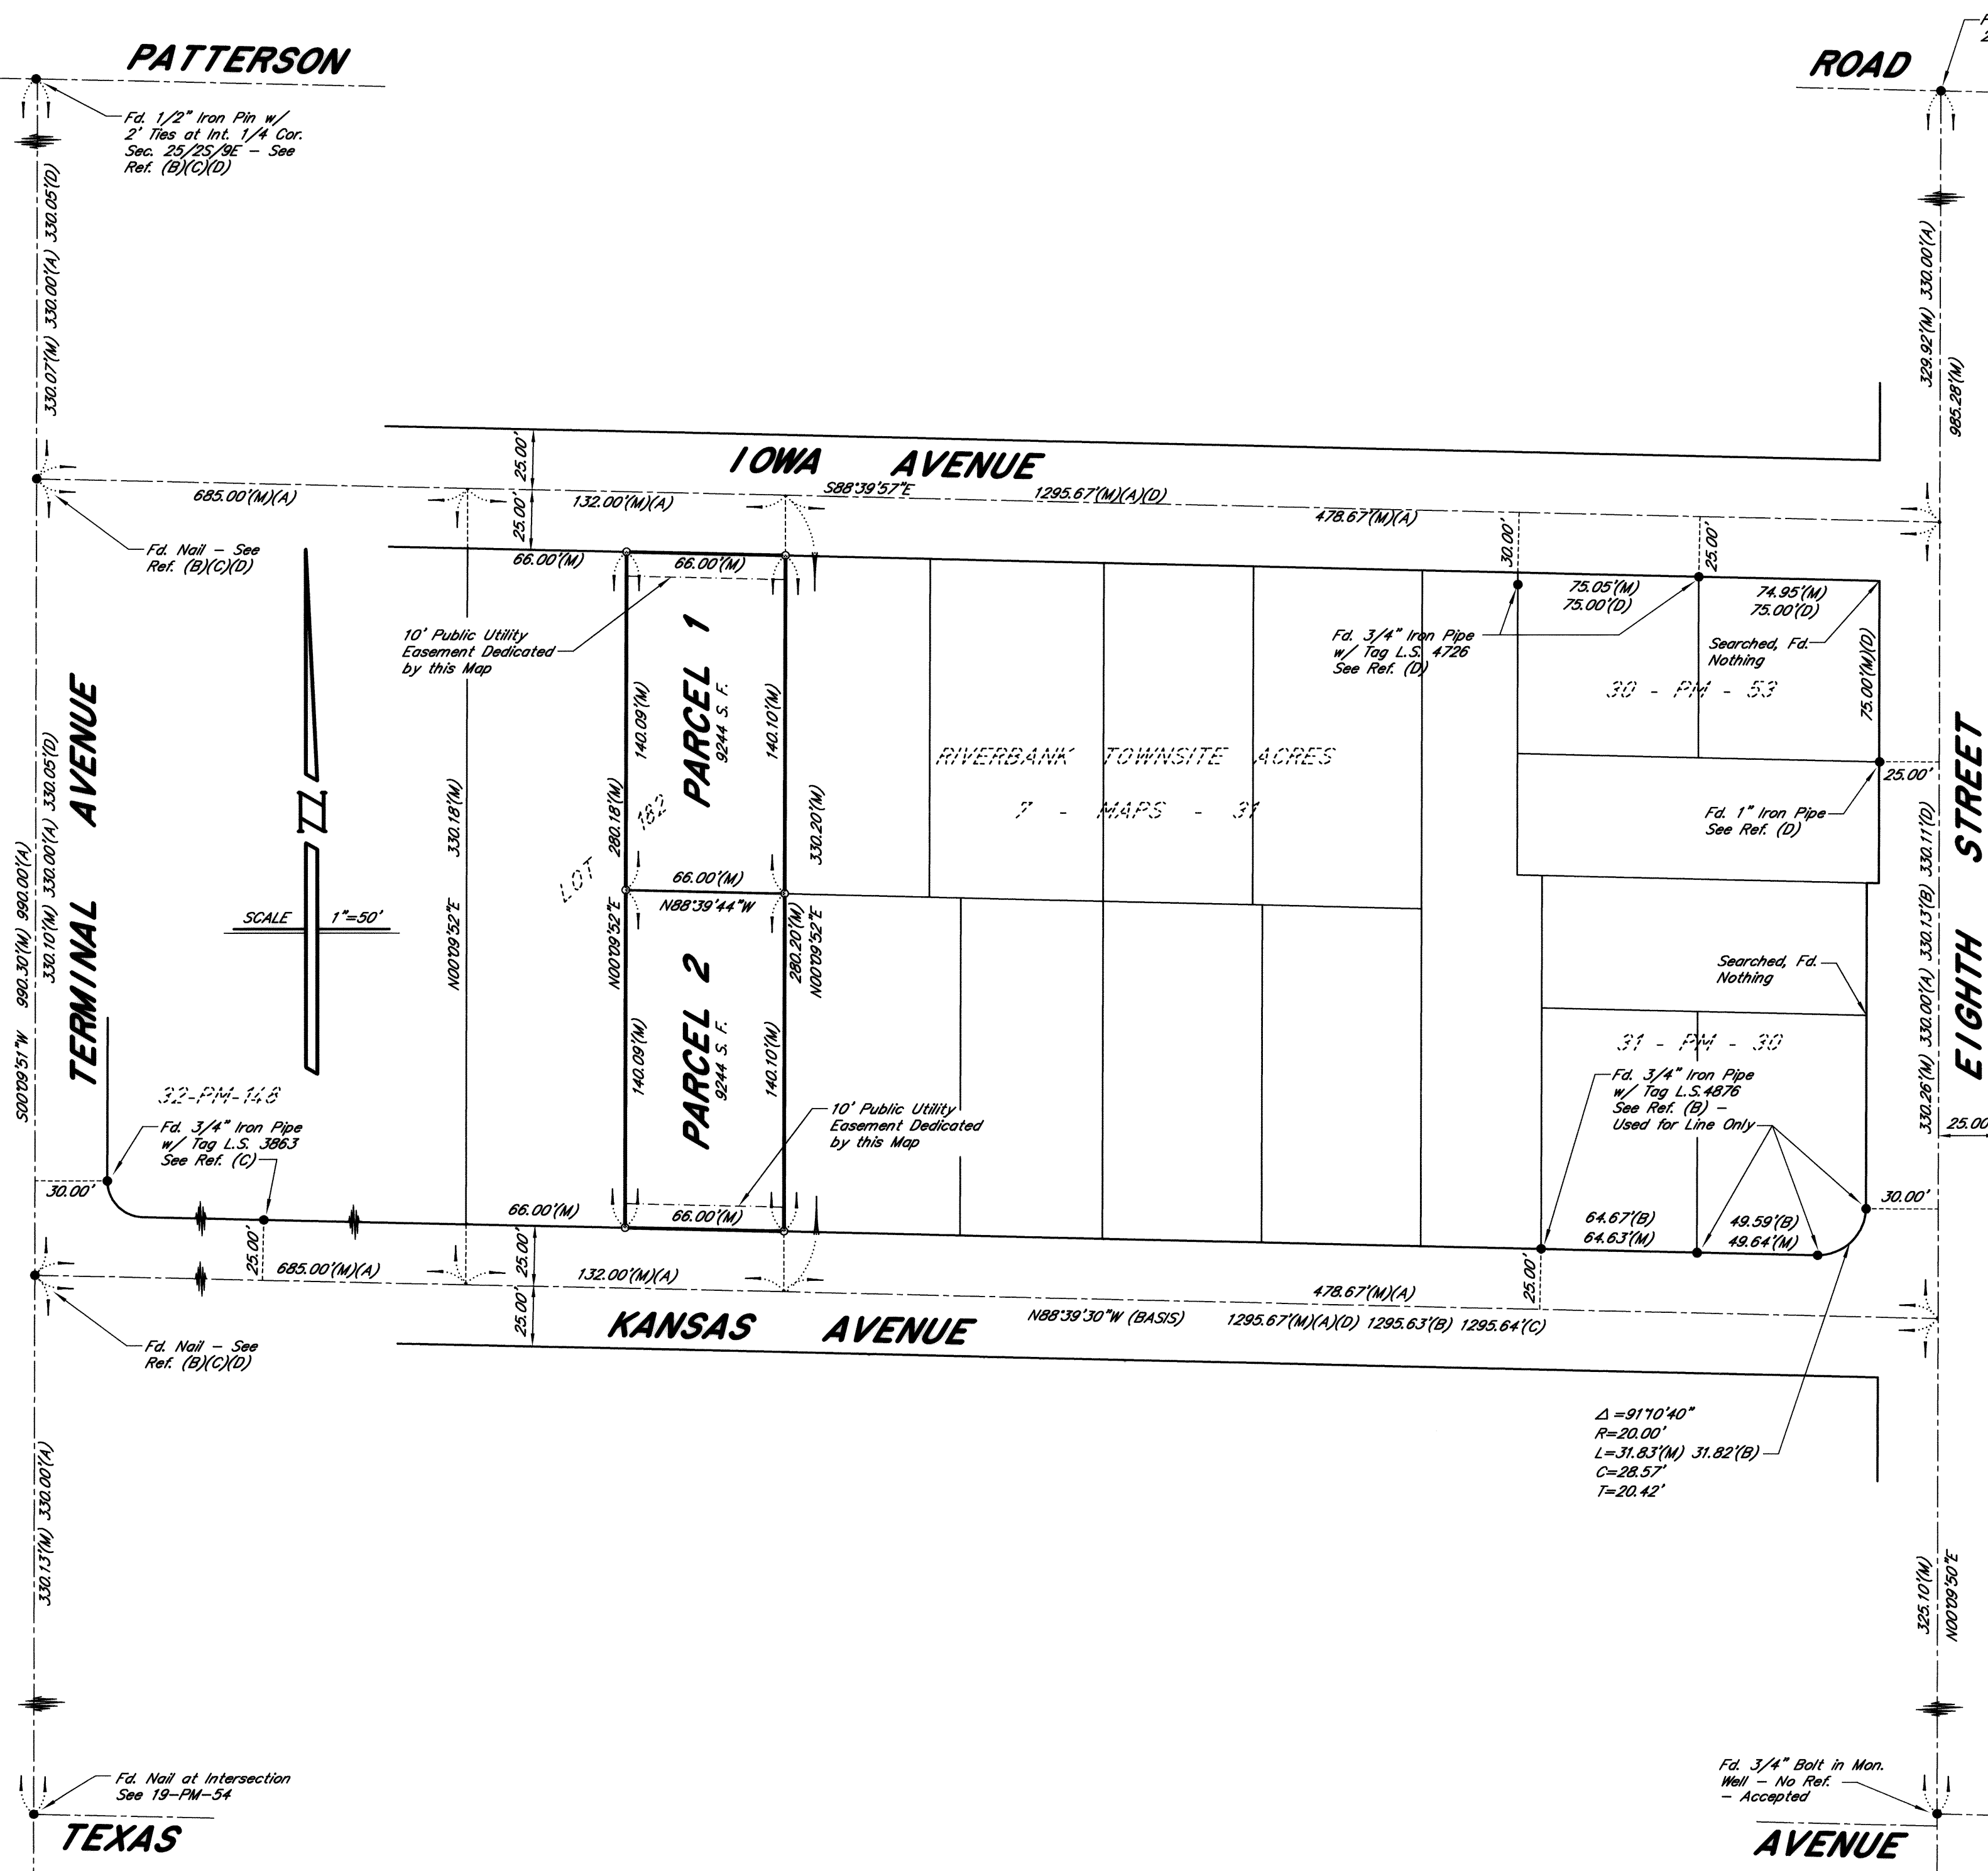 PATTERSON
ROAD
Fd. 1/2" Iron Pin w/
2' Ties at Int. 1/4 Cor.
Sec. 25/2S/9E - See
Ref. (B)(C)(D)
330.07'(M) 330.00'(A) 330.05'(D)
329.92'(M) 330.00'(A)
985.28'(M)
25.00'
IOWA AVENUE
S88°39'57"E
1295.67'(M)(A)(D)
685.00'(M)(A)
132.00'(M)(A)
25.00'
478.67'(M)(A)
30.00'
25.00'
Fd. Nail - See
Ref. (B)(C)(D)
66.00'(M)
66.00'(M)
75.05'(M)
75.00'(D)
74.95'(M)
75.00'(D)
10' Public Utility
Easement Dedicated
by this Map
Fd. 3/4" Iron Pipe
w/ Tag L.S. 4726
See Ref. (D)
Searched, Fd.
Nothing
75.00'(M)(D)
30 - PM - 53
TERMINAL AVENUE
S00°09'51"W 990.30'(M) 990.00'(A)
330.10'(M) 330.00'(A) 330.05'(D)
N
SCALE 1"=50'
330.18'(M)
N00°09'52"E
LOT 182
280.18'(M)
N00°09'52"E
140.09'(M)
PARCEL 1
9244 S. F.
140.10'(M)
330.20'(M)
N00°09'52"E
280.20'(M)
RIVERBANK TOWNSITE ACRES
7 - MAPS - 31
25.00'
Fd. 1" Iron Pipe
See Ref. (D)
66.00'(M)
N88°39'44"W
140.09'(M)
PARCEL 2
9244 S. F.
140.10'(M)
EIGHTH STREET
330.26'(M) 330.00'(A) 330.13'(B) 330.11'(D)
Searched, Fd.
Nothing
31 - PM - 30
Fd. 3/4" Iron Pipe
w/ Tag L.S.4876
See Ref. (B) -
Used for Line Only
32-PM-148
Fd. 3/4" Iron Pipe
w/ Tag L.S. 3863
See Ref. (C)
10' Public Utility
Easement Dedicated
by this Map
30.00'
30.00'
66.00'(M)
66.00'(M)
64.67'(B)
64.63'(M)
49.59'(B)
49.64'(M)
25.00'
25.00'
25.00'
685.00'(M)(A)
132.00'(M)(A)
478.67'(M)(A)
25.00'
KANSAS AVENUE
N88°39'30"W (BASIS)
1295.67'(M)(A)(D) 1295.63'(B) 1295.64'(C)
Fd. Nail - See
Ref. (B)(C)(D)
Δ=91°10'40"
R=20.00'
L=31.83'(M) 31.82'(B)
C=28.57'
T=20.42'
330.13'(M) 330.00'(A)
325.10'(M)
N00°09'50"E
Fd. Nail at Intersection
See 19-PM-54
Fd. 3/4" Bolt in Mon.
Well - No Ref.
- Accepted
TEXAS
AVENUE